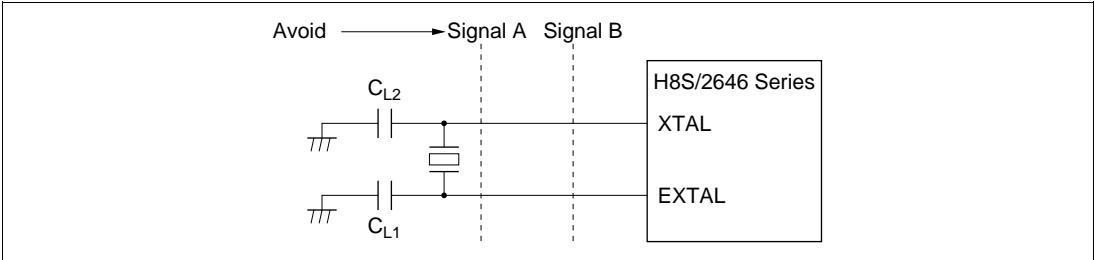 Avoid Signal A Signal B
H8S/2646 Series
CL2
XTAL
EXTAL
CL1